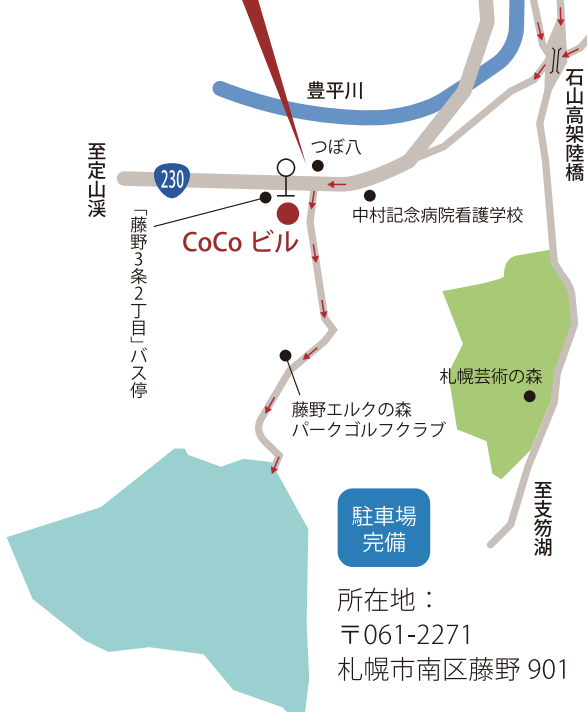 豊平川
石山高架陸橋
至定山渓
230
つぼ八
中村記念病院看護学校
CoCo ビル
「藤野3条2丁目」バス停
藤野エルクの森
パークゴルフクラブ
札幌芸術の森
至支笏湖
駐車場
完備
所在地：
〒061-2271
札幌市南区藤野 901